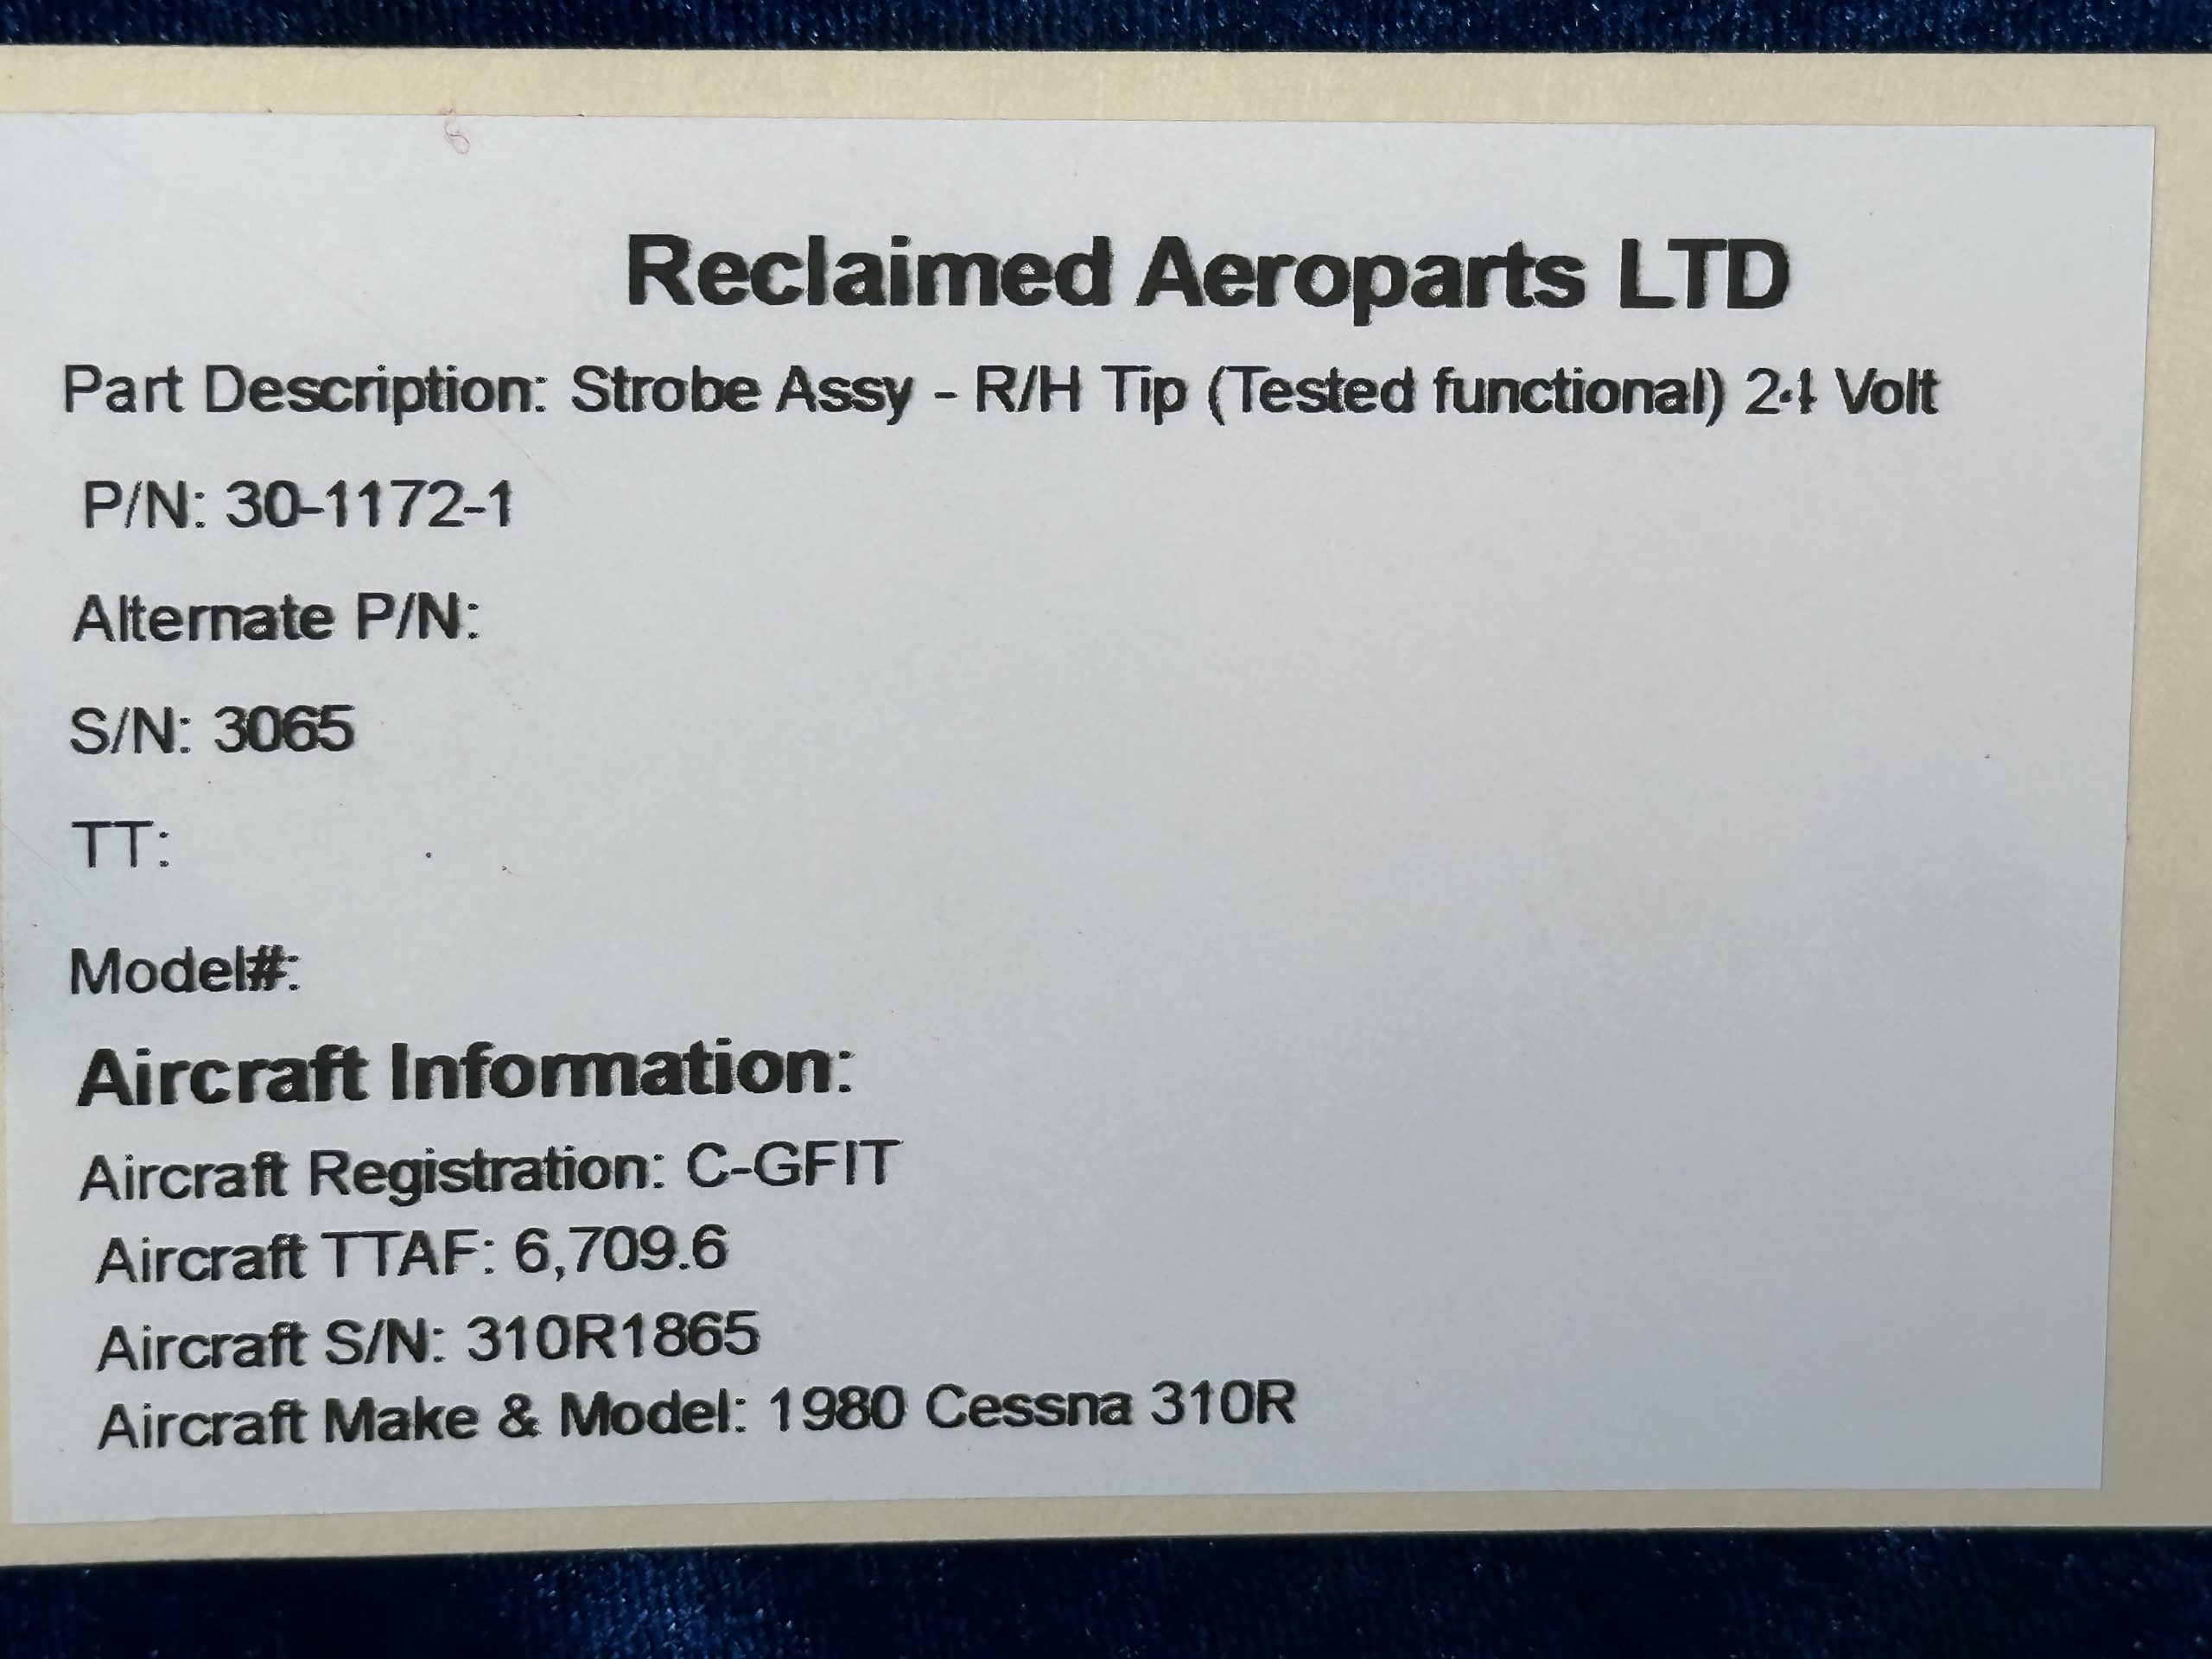 Reclaimed Aeroparts LTD
Part Description: Strobe Assy - R/H Tip (Tested functional) 24 Volt
P/N: 30-1172-1
Alternate P/N:
S/N: 3065
TT:
Model#:
Aircraft Information:
Aircraft Registration: C-GFIT
Aircraft TTAF: 6,709.6
Aircraft S/N: 310R1865
Aircraft Make & Model: 1980 Cessna 310R